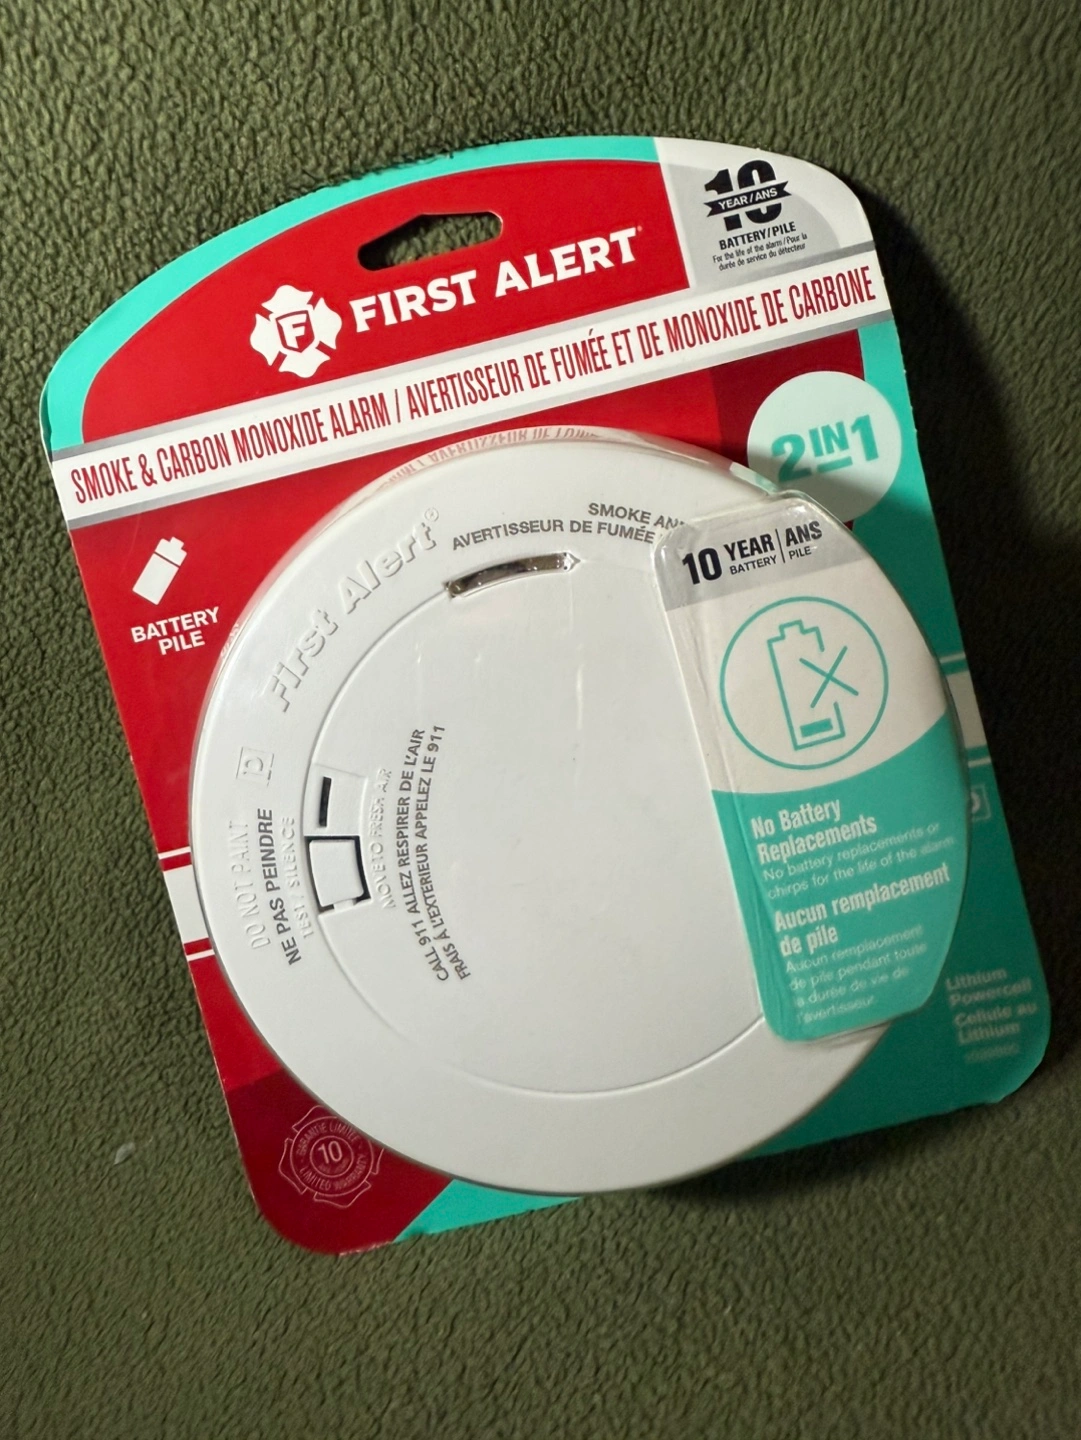 10
YEAR/ANS
BATTERY/PILE
For the life of the alarm / Pour la
durée de service du détecteur
F
FIRST ALERT
SMOKE & CARBON MONOXIDE ALARM / AVERTISSEUR DE FUMÉE ET DE MONOXIDE DE CARBONE
2 IN 1
BATTERY
PILE
First Alert®
SMOKE AN
AVERTISSEUR DE FUMÉE
10 YEAR | ANS
BATTERY | PILE
DO NOT PAINT
NE PAS PEINDRE
TEST / SILENCE
MOVE TO FRESH AIR
CALL 911 ALLEZ RESPIRER DE L'AIR
FRAIS À L'EXTERIEUR APPELEZ LE 911
No Battery
Replacements
No battery replacements or
chirps for the life of the alarm
Aucun remplacement
de pile
Aucun remplacement
de pile pendant toute
la durée de vie de
l'avertisseur.
Lithium
Powercell
Cellule au
Lithium
GARANTIE LIMITÉE
10
LIMITED WARRANTY